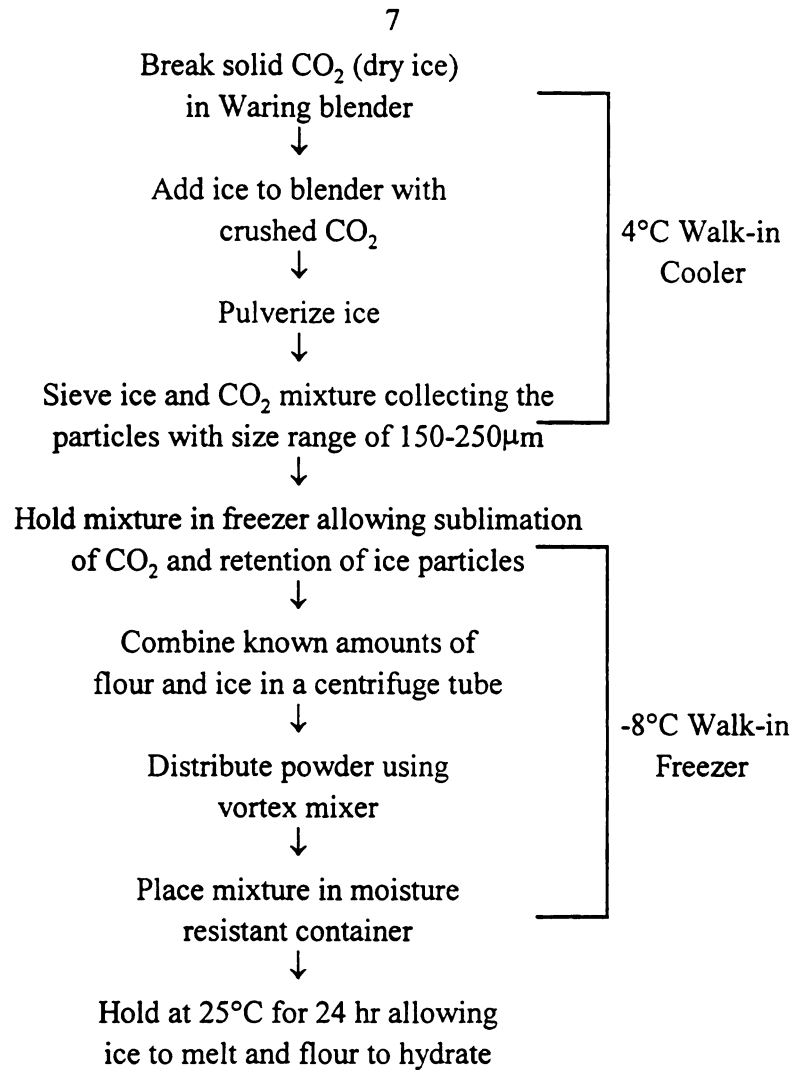 7
Break solid CO₂ (dry ice)
in Waring blender
↓
Add ice to blender with
crushed CO₂
↓
Pulverize ice
↓
Sieve ice and CO₂ mixture collecting the
particles with size range of 150-250µm
↓
Hold mixture in freezer allowing sublimation
of CO₂ and retention of ice particles
↓
Combine known amounts of
flour and ice in a centrifuge tube
↓
Distribute powder using
vortex mixer
↓
Place mixture in moisture
resistant container
↓
Hold at 25°C for 24 hr allowing
ice to melt and flour to hydrate
4°C Walk-in
Cooler
-8°C Walk-in
Freezer